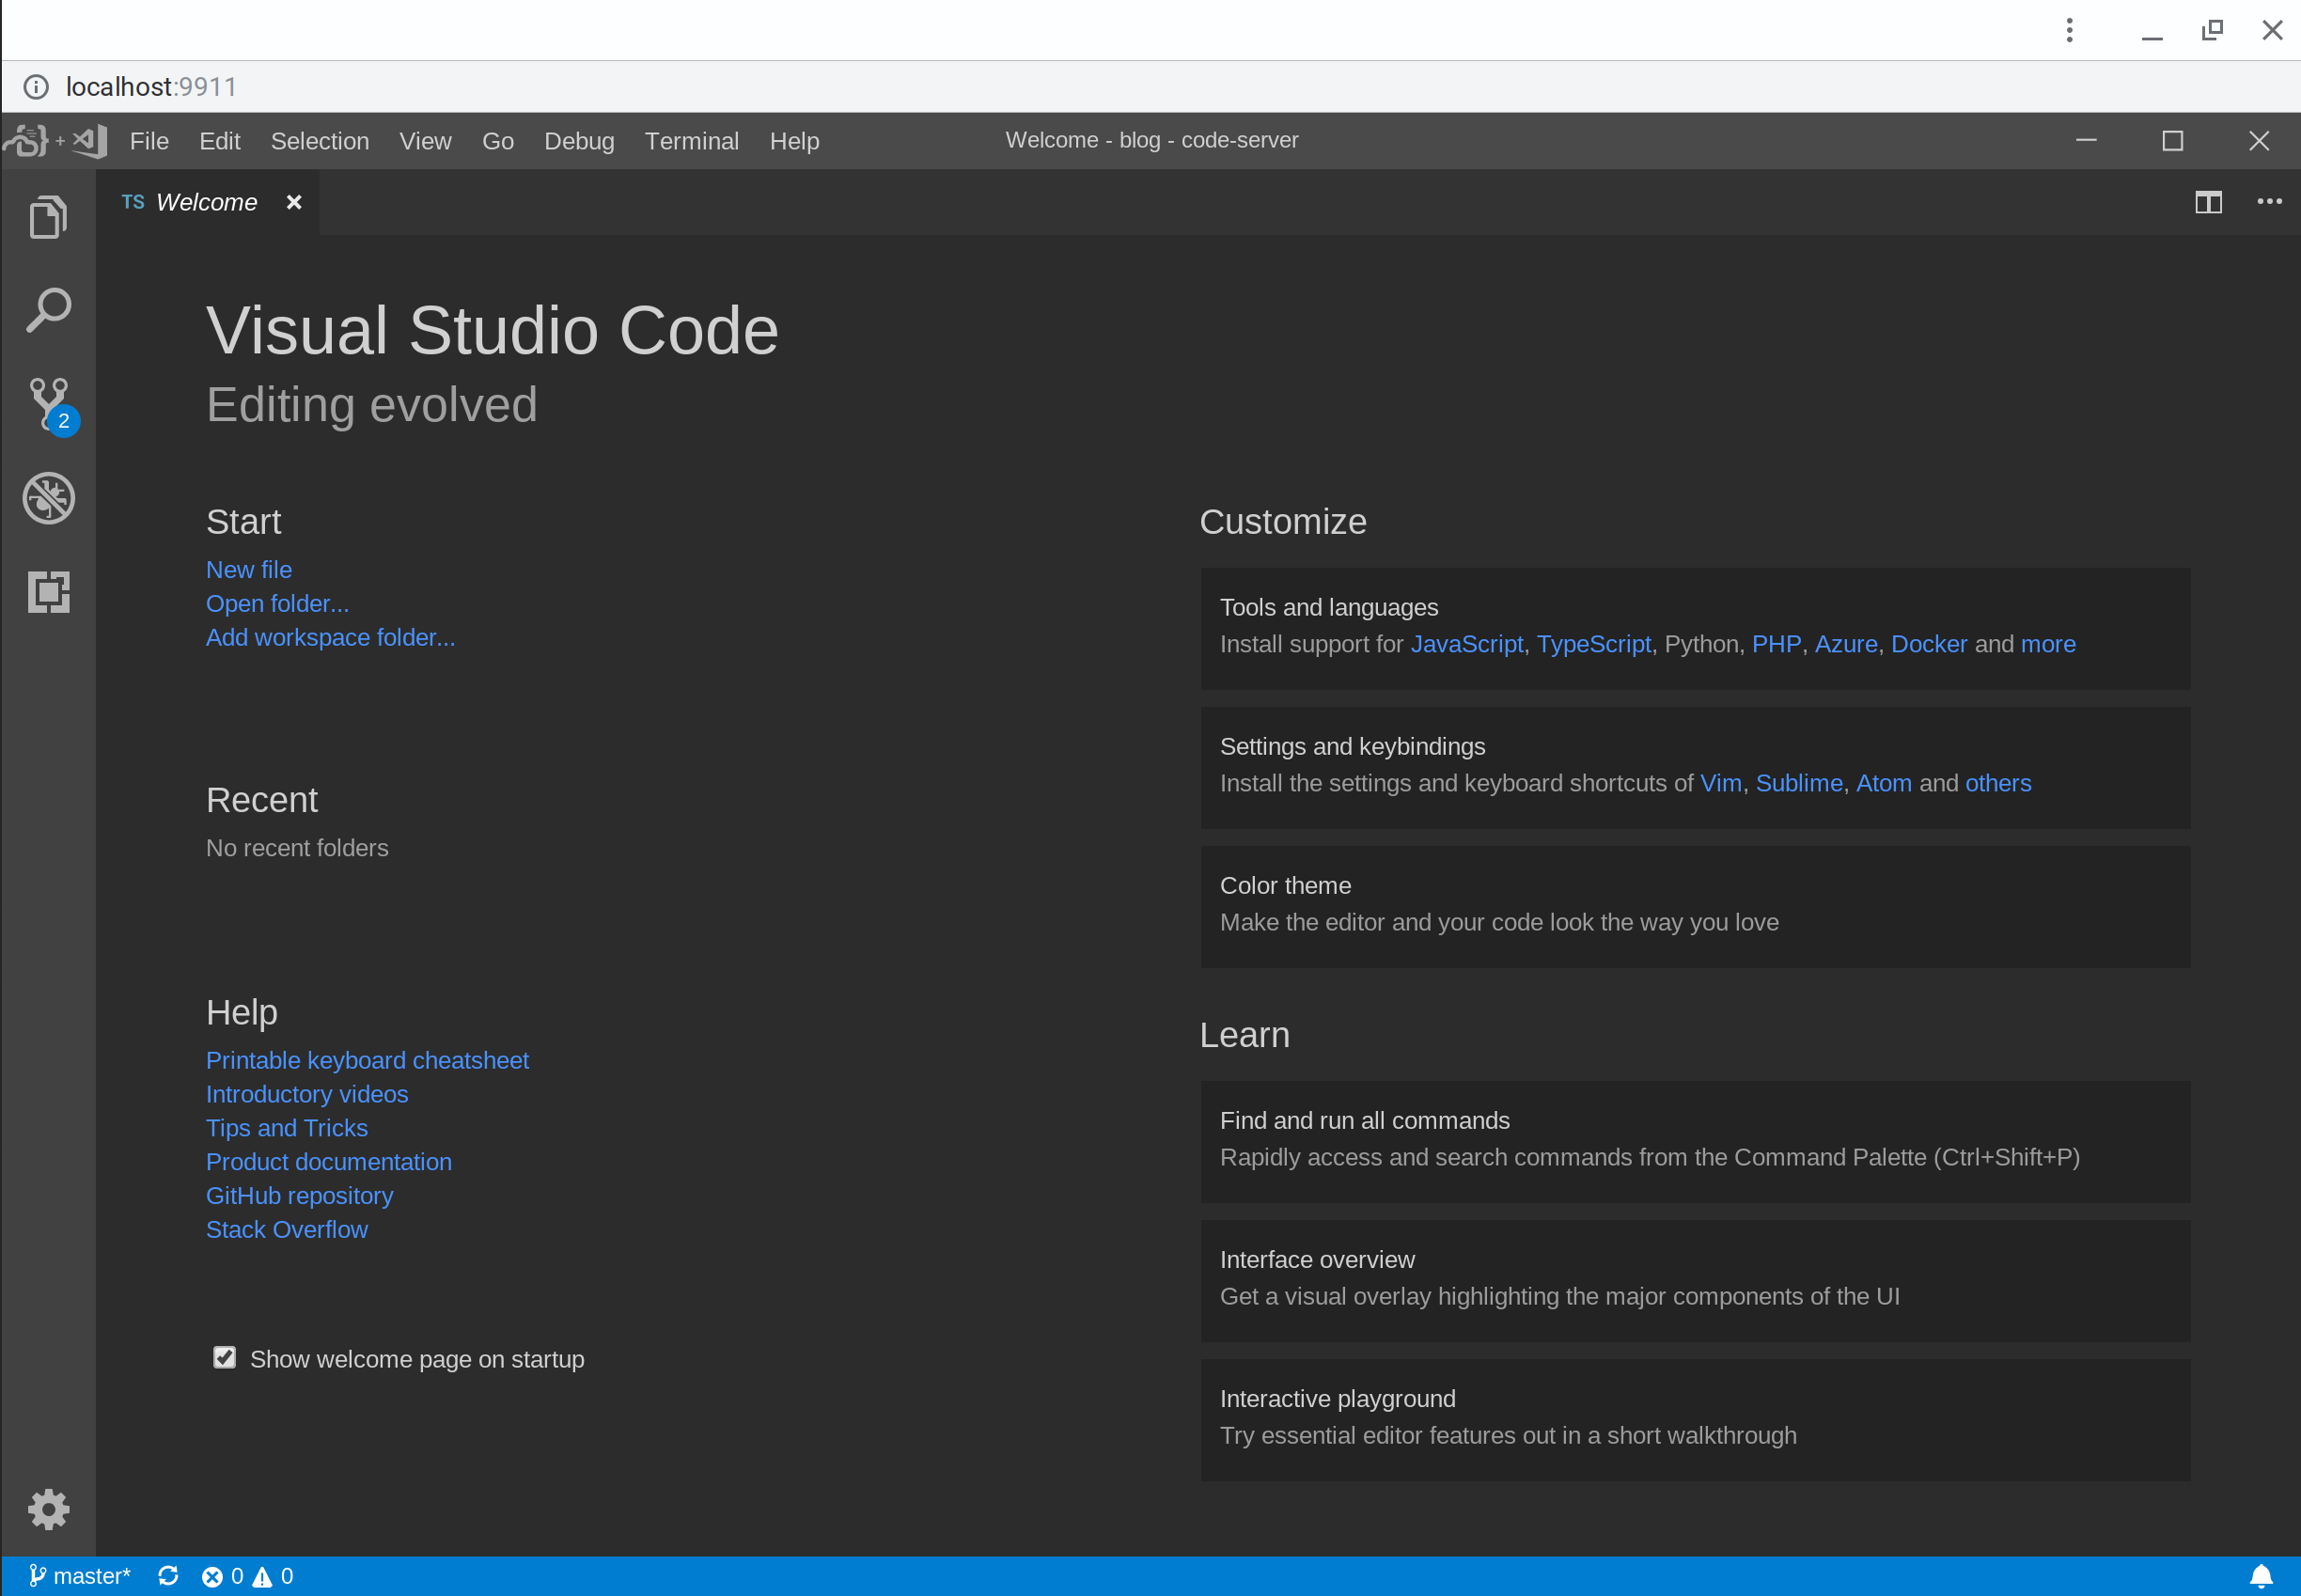 localhost:9911
File Edit Selection View Go Debug Terminal Help
Welcome - blog - code-server
TS Welcome
Visual Studio Code
Editing evolved
2
Start
New file
Open folder...
Add workspace folder...
Recent
No recent folders
Help
Printable keyboard cheatsheet
Introductory videos
Tips and Tricks
Product documentation
GitHub repository
Stack Overflow
Show welcome page on startup
Customize
Tools and languages
Install support for JavaScript, TypeScript, Python, PHP, Azure, Docker and more
Settings and keybindings
Install the settings and keyboard shortcuts of Vim, Sublime, Atom and others
Color theme
Make the editor and your code look the way you love
Learn
Find and run all commands
Rapidly access and search commands from the Command Palette (Ctrl+Shift+P)
Interface overview
Get a visual overlay highlighting the major components of the UI
Interactive playground
Try essential editor features out in a short walkthrough
master* 0 0